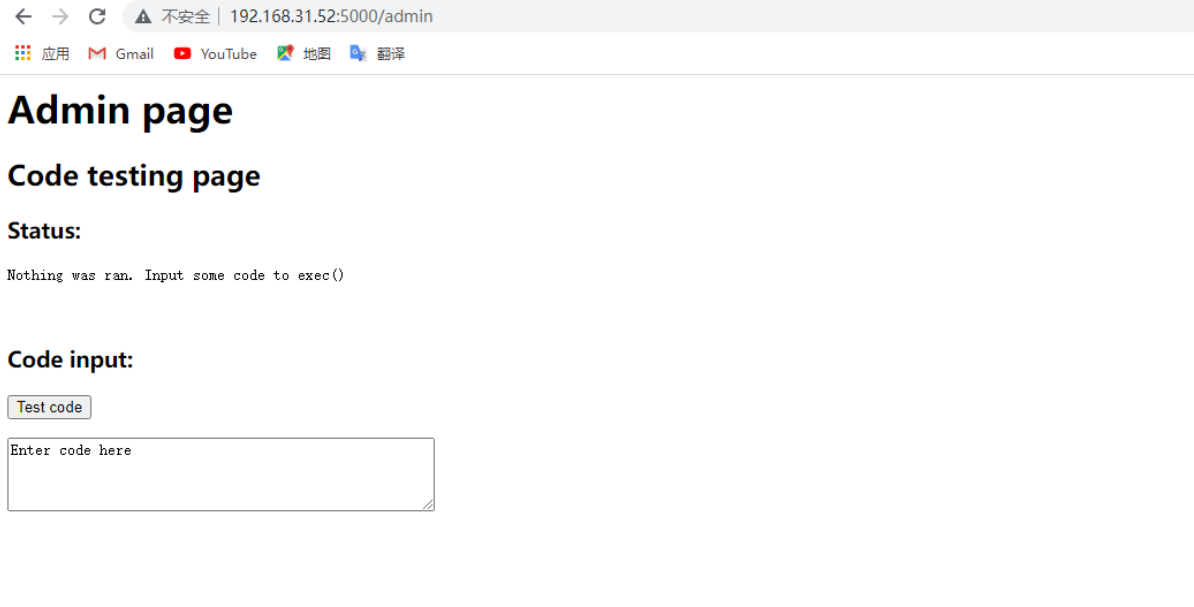 不安全 192.168.31.52:5000/admin
应用 Gmail YouTube 地图 翻译
Admin page
Code testing page
Status:
Nothing was ran. Input some code to exec()
Code input:
Test code
Enter code here